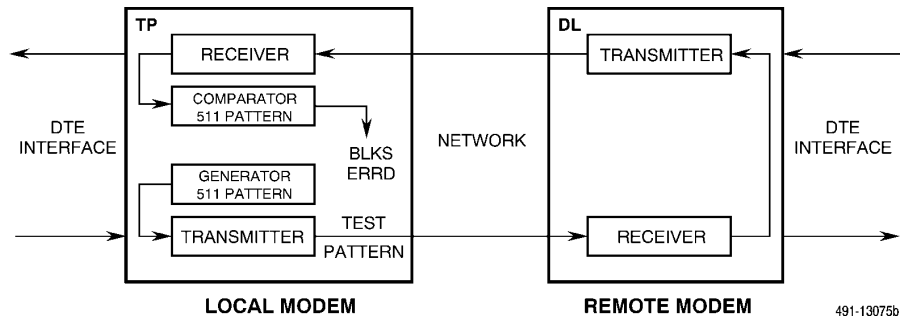 TP
RECEIVER
COMPARATOR
511 PATTERN
BLKS
ERRD
GENERATOR
511 PATTERN
TRANSMITTER
TEST
PATTERN
DTE
INTERFACE
NETWORK
DL
TRANSMITTER
RECEIVER
DTE
INTERFACE
LOCAL MODEM
REMOTE MODEM
491-13075b